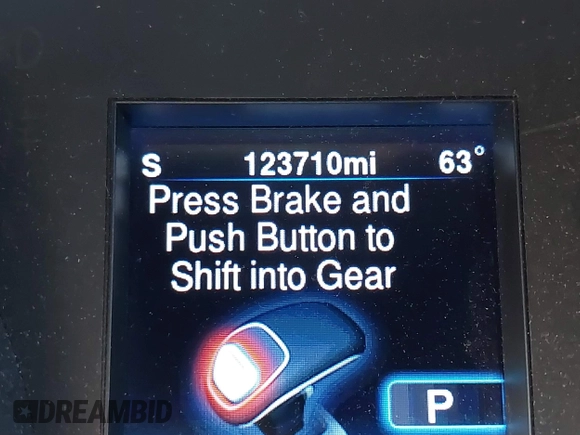 S 123710mi 63°
Press Brake and
Push Button to
Shift into Gear
P
DREAMBID